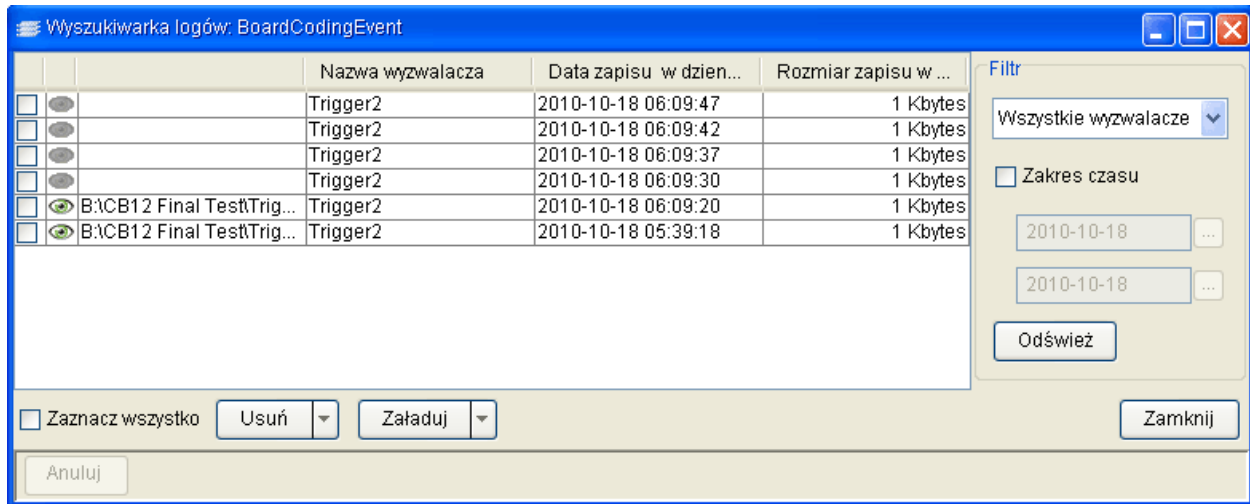 Wyszukiwarka logów: BoardCodingEvent
Nazwa wyzwalacza Data zapisu w dzien... Rozmiar zapisu w ...
Trigger2 2010-10-18 06:09:47 1 Kbytes
Trigger2 2010-10-18 06:09:42 1 Kbytes
Trigger2 2010-10-18 06:09:37 1 Kbytes
Trigger2 2010-10-18 06:09:30 1 Kbytes
B:\CB12 Final Test\Trig... Trigger2 2010-10-18 06:09:20 1 Kbytes
B:\CB12 Final Test\Trig... Trigger2 2010-10-18 05:39:18 1 Kbytes
Filtr
Wszystkie wyzwalacze
Zakres czasu
2010-10-18 ...
2010-10-18 ...
Odśwież
Zaznacz wszystko Usuń Załaduj Zamknij
Anuluj